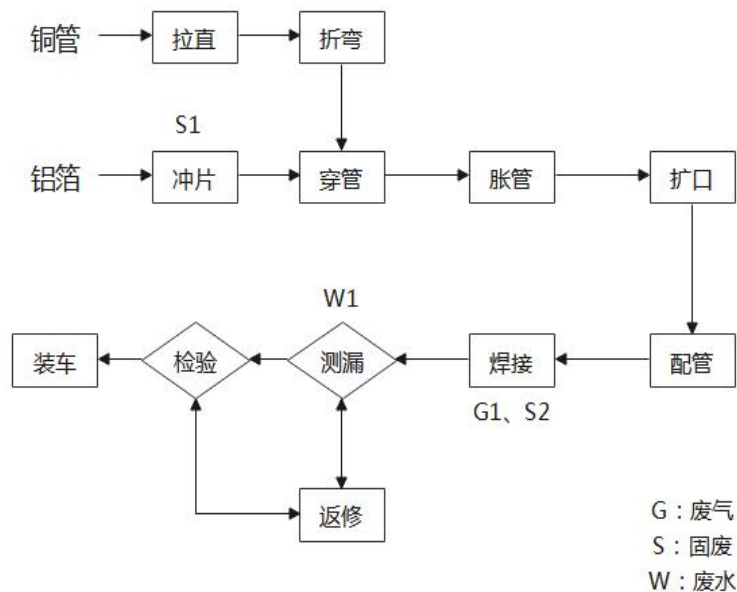 铜管 拉直 折弯
S1
铝箔 冲片 穿管 胀管 扩口
W1
装车 检验 测漏 焊接 配管
G1、S2
返修
G：废气
S：固废
W：废水